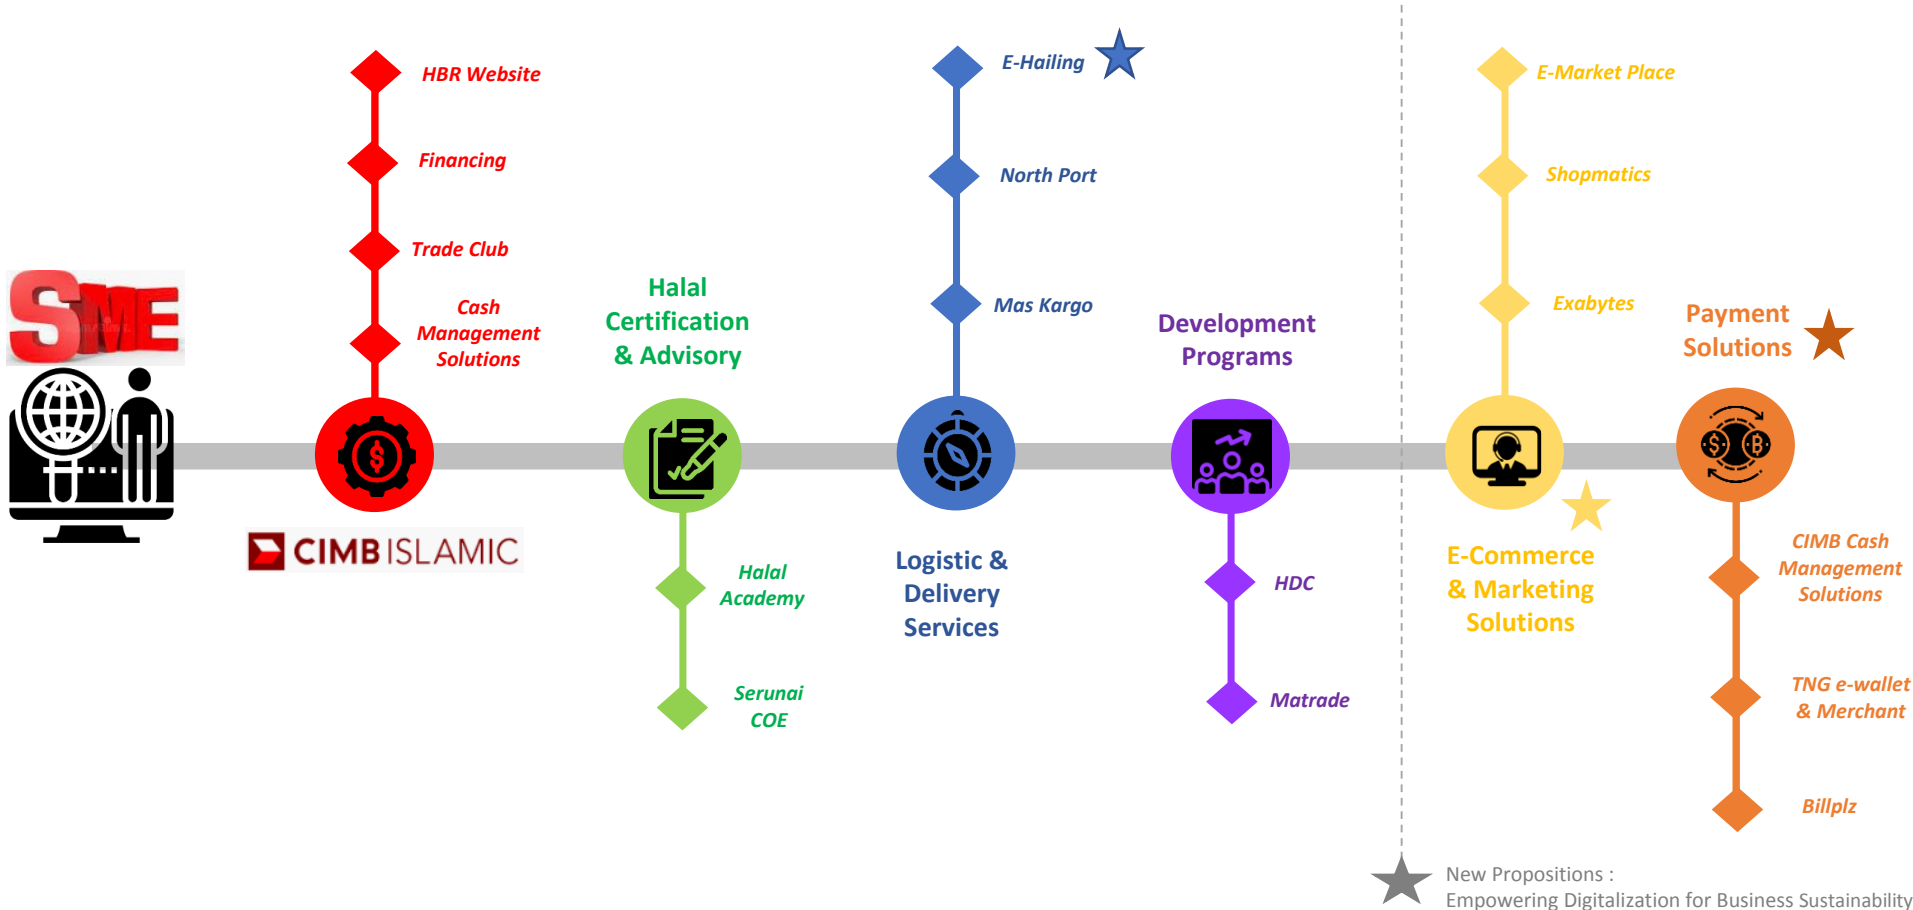 SME
HBR Website
Financing
Trade Club
Cash
Management
Solutions
CIMB ISLAMIC
Halal
Certification
& Advisory
Halal
Academy
Serunai
COE
E-Hailing
North Port
Mas Kargo
Logistic &
Delivery
Services
Development
Programs
HDC
Matrade
E-Market Place
Shopmatics
Exabytes
E-Commerce
& Marketing
Solutions
Payment
Solutions
CIMB Cash
Management
Solutions
TNG e-wallet
& Merchant
Billplz
New Propositions :
Empowering Digitalization for Business Sustainability